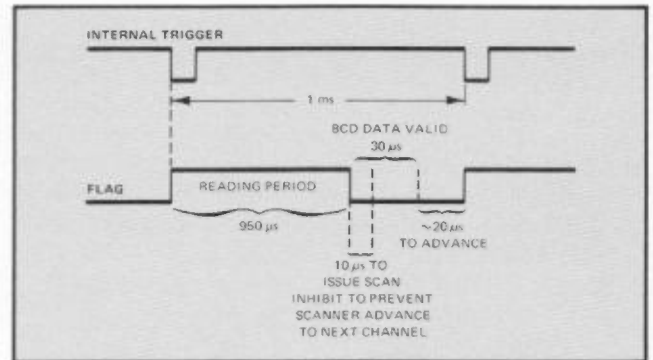 INTERNAL TRIGGER
1 ms
BCD DATA VALID
30 μs
FLAG
READING PERIOD
950 μs
~20 μs
TO ADVANCE
10 μs TO
ISSUE SCAN
INHIBIT TO PREVENT
SCANNER ADVANCE
TO NEXT CHANNEL